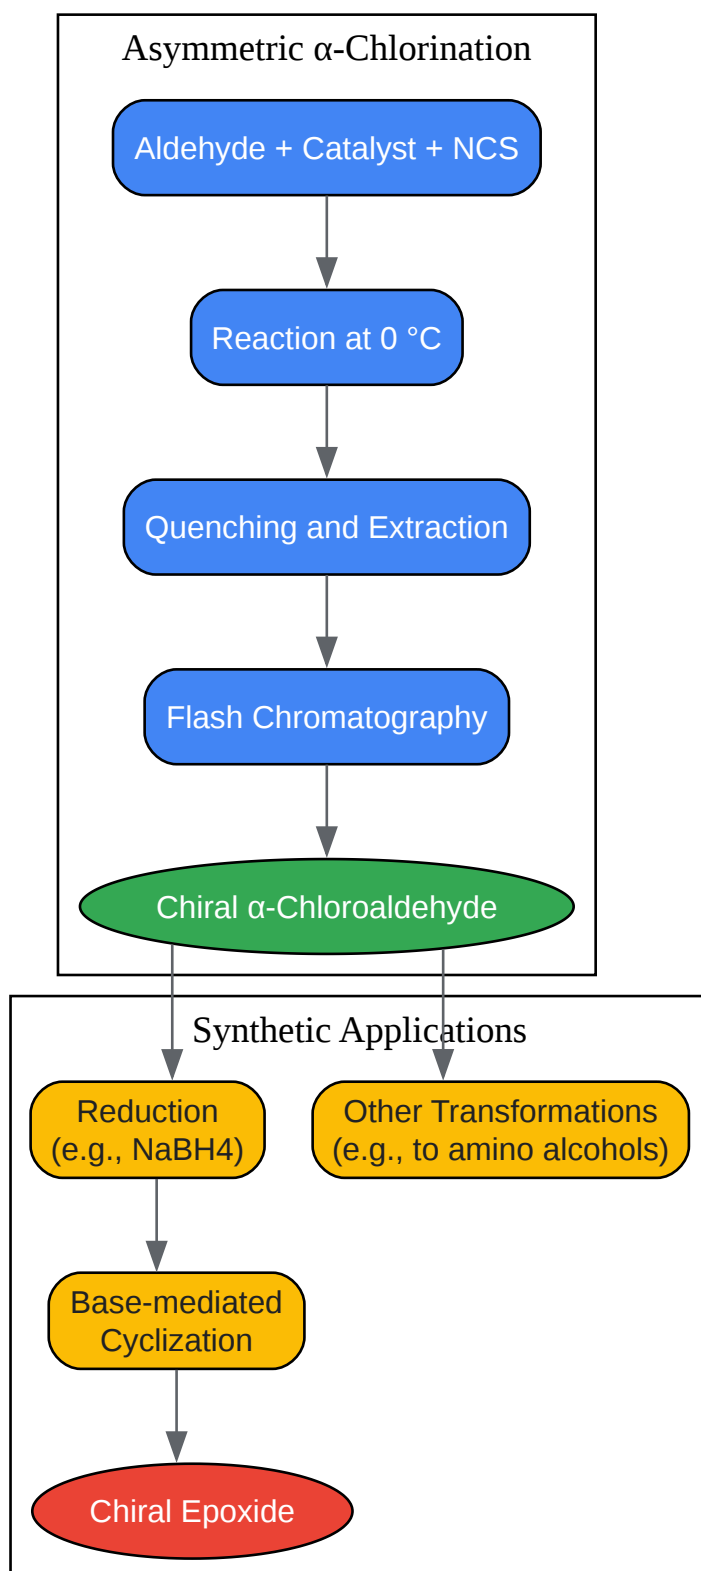 Asymmetric α-Chlorination
Aldehyde + Catalyst + NCS
Reaction at 0 °C
Quenching and Extraction
Flash Chromatography
Chiral α-Chloroaldehyde
Synthetic Applications
Reduction
(e.g., NaBH4)
Other Transformations
(e.g., to amino alcohols)
Base-mediated
Cyclization
Chiral Epoxide